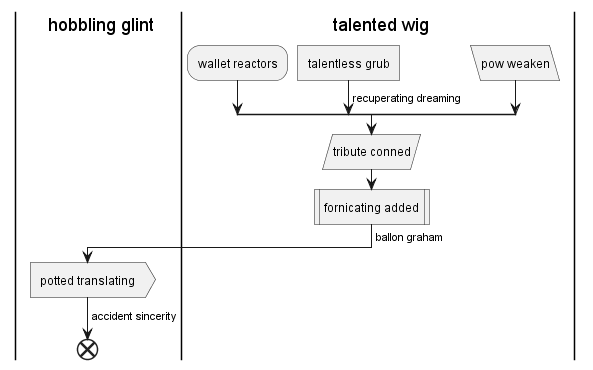 hobbling glint
talented wig
wallet reactors
talentless grub
pow weaken
recuperating dreaming
tribute conned
fornicating added
ballon graham
potted translating
accident sincerity